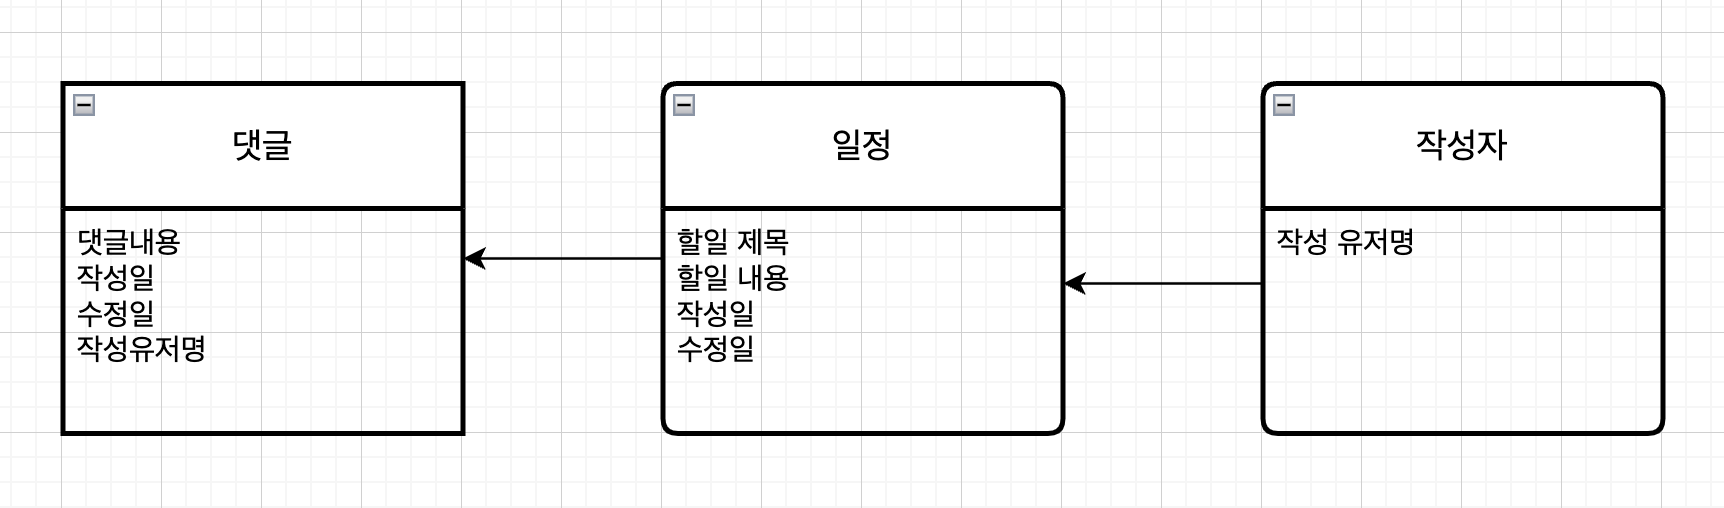 댓글
댓글내용
작성일
수정일
작성유저명
일정
할일 제목
할일 내용
작성일
수정일
작성자
작성 유저명